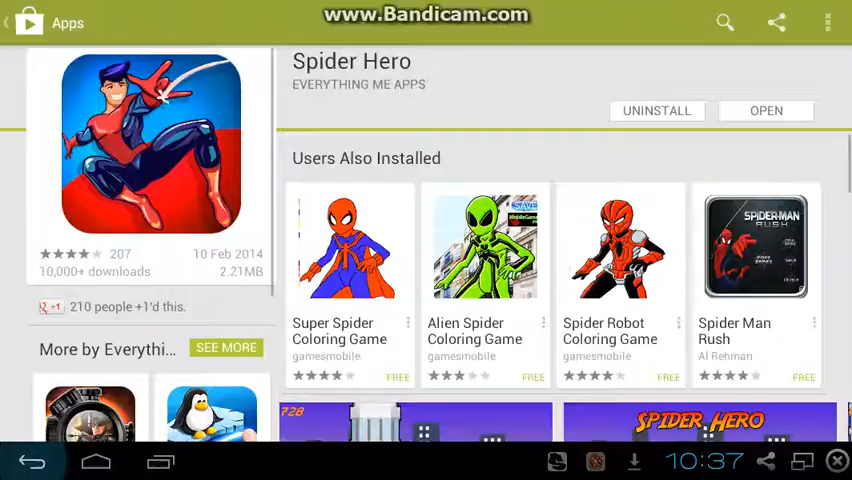 www.Bandicam.com
Apps
Spider Hero
EVERYTHING ME APPS
UNINSTALL
OPEN
207
10 Feb 2014
10,000+ downloads
2.21MB
g +1
210 people +1'd this.
More by Everythi...
SEE MORE
Users Also Installed
SAVE
SPIDER-MAN
RUSH
Super Spider
Coloring Game
gamesmobile
FREE
Alien Spider
Coloring Game
gamesmobile
FREE
Spider Robot
Coloring Game
gamesmobile
FREE
Spider Man
Rush
Al Rehman
FREE
728
SPIDER HERO
10:37